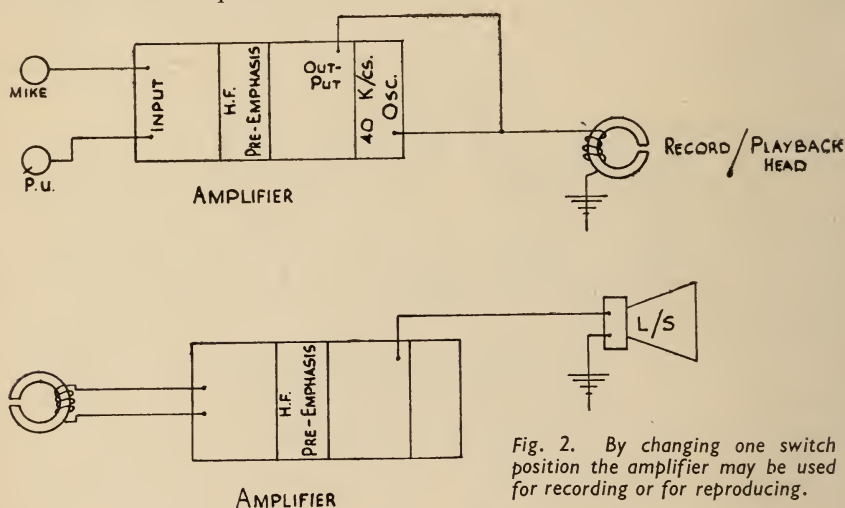 MIKE
P.U.
INPUT
H.F.
PRE-EMPHASIS
OUT-
PUT
40 K/CS.
OSC.
AMPLIFIER
RECORD / PLAYBACK
HEAD
L/S
H.F.
PRE-EMPHASIS
AMPLIFIER
Fig. 2. By changing one switch
position the amplifier may be used
for recording or for reproducing.